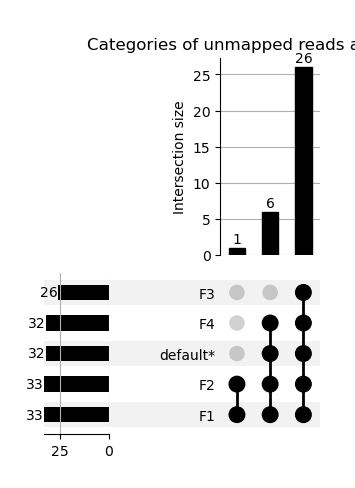 Categories of unmapped reads a
26
25
20
15
10
5
0
Intersection size
6
1
26 F3
32 F4
32 default*
33 F2
33 F1
25 0